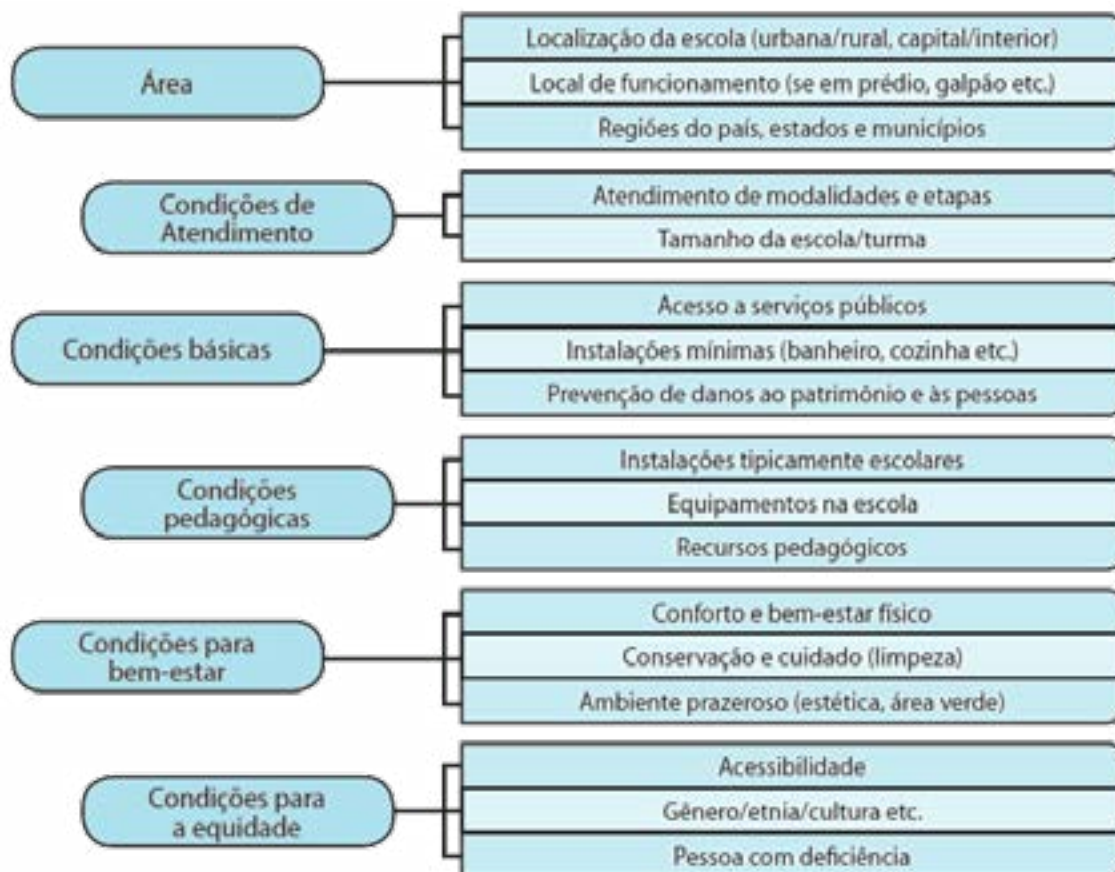 Área
Localização da escola (urbana/rural, capital/interior)
Local de funcionamento (se em prédio, galpão etc.)
Regiões do país, estados e municípios
Condições de
Atendimento
Atendimento de modalidades e etapas
Tamanho da escola/turma
Condições básicas
Acesso a serviços públicos
Instalações mínimas (banheiro, cozinha etc.)
Prevenção de danos ao patrimônio e às pessoas
Condições
pedagógicas
Instalações tipicamente escolares
Equipamentos na escola
Recursos pedagógicos
Condições para
bem-estar
Conforto e bem-estar físico
Conservação e cuidado (limpeza)
Ambiente prazeroso (estética, área verde)
Condições para
a equidade
Acessibilidade
Gênero/etnia/cultura etc.
Pessoa com deficiência